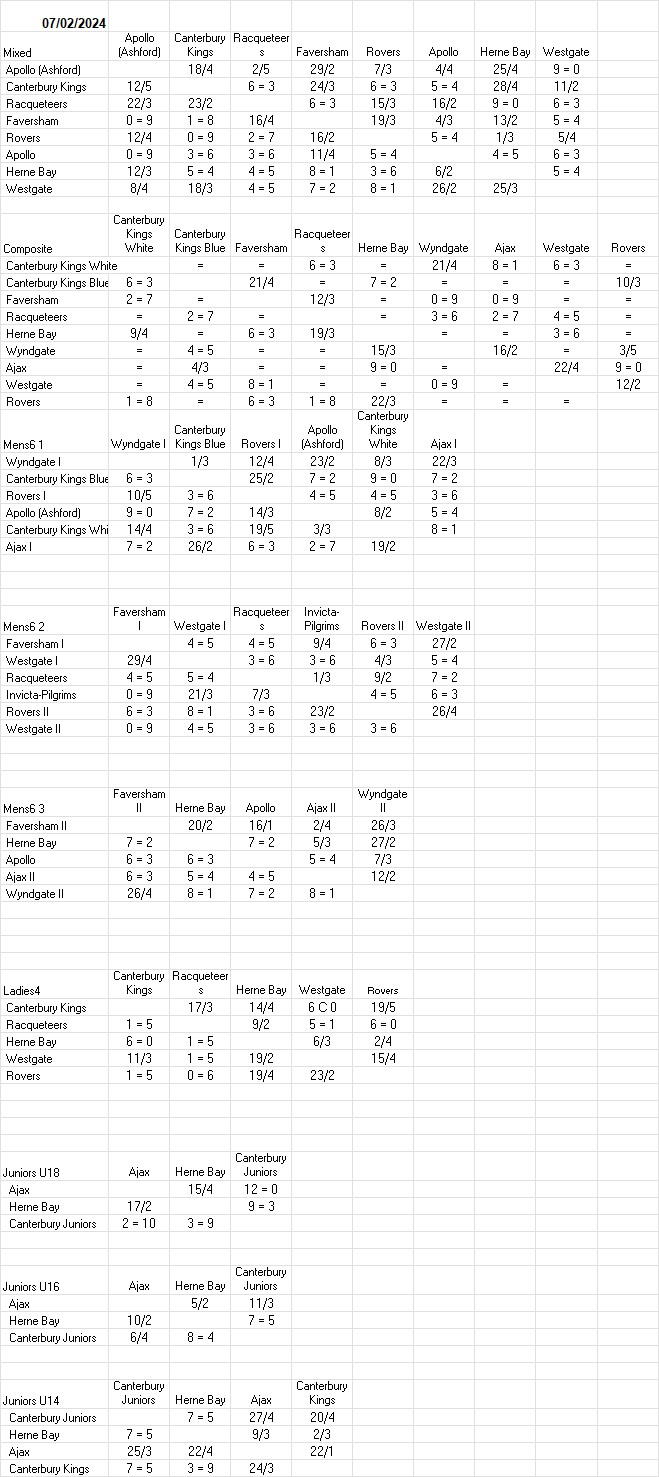 07/02/2024
Mixed Apollo (Ashford) Canterbury Kings Racqueteers Faversham Rovers Apollo Herne Bay Westgate
Apollo (Ashford) 18/4 2/5 29/2 7/3 4/4 25/4 9 = 0
Canterbury Kings 12/5 6 = 3 24/3 6 = 3 5 = 4 28/4 11/2
Racqueteers 22/3 23/2 6 = 3 15/3 16/2 9 = 0 6 = 3
Faversham 0 = 9 1 = 8 16/4 19/3 4/3 13/2 5 = 4
Rovers 12/4 0 = 9 2 = 7 16/2 5 = 4 1/3 5/4
Apollo 0 = 9 3 = 6 3 = 6 11/4 5 = 4 4 = 5 6 = 3
Herne Bay 12/3 5 = 4 4 = 5 8 = 1 3 = 6 6/2 5 = 4
Westgate 8/4 18/3 4 = 5 7 = 2 8 = 1 26/2 25/3
Composite Canterbury Kings White Canterbury Kings Blue Faversham Racqueteers Herne Bay Wyndgate Ajax Westgate Rovers
Canterbury Kings White = = 6 = 3 = 21/4 8 = 1 6 = 3 =
Canterbury Kings Blue 6 = 3 21/4 = 7 = 2 = = = 10/3
Faversham 2 = 7 = 12/3 = 0 = 9 0 = 9 = =
Racqueteers = 2 = 7 = = 3 = 6 2 = 7 4 = 5 =
Herne Bay 9/4 = 6 = 3 19/3 = = 3 = 6 =
Wyndgate = 4 = 5 = = 15/3 16/2 = 3/5
Ajax = 4/3 = = 9 = 0 = 22/4 9 = 0
Westgate = 4 = 5 8 = 1 = = 0 = 9 = 12/2
Rovers 1 = 8 = 6 = 3 1 = 8 22/3 = = =
Mens6 1 Wyndgate I Canterbury Kings Blue Rovers I Apollo (Ashford) Canterbury Kings White Ajax I
Wyndgate I 1/3 12/4 23/2 8/3 22/3
Canterbury Kings Blue 6 = 3 25/2 7 = 2 9 = 0 7 = 2
Rovers I 10/5 3 = 6 4 = 5 4 = 5 3 = 6
Apollo (Ashford) 9 = 0 7 = 2 14/3 8/2 5 = 4
Canterbury Kings Whi 14/4 3 = 6 19/5 3/3 8 = 1
Ajax I 7 = 2 26/2 6 = 3 2 = 7 19/2
Mens6 2 Faversham I Westgate I Racqueteers Invicta-Pilgrims Rovers II Westgate II
Faversham I 4 = 5 4 = 5 9/4 6 = 3 27/2
Westgate I 29/4 3 = 6 3 = 6 4/3 5 = 4
Racqueteers 4 = 5 5 = 4 1/3 9/2 7 = 2
Invicta-Pilgrims 0 = 9 21/3 7/3 4 = 5 6 = 3
Rovers II 6 = 3 8 = 1 3 = 6 23/2 26/4
Westgate II 0 = 9 4 = 5 3 = 6 3 = 6 3 = 6
Mens6 3 Faversham II Herne Bay Apollo Ajax II Wyndgate II
Faversham II 20/2 16/1 2/4 26/3
Herne Bay 7 = 2 7 = 2 5/3 27/2
Apollo 6 = 3 6 = 3 5 = 4 7/3
Ajax II 6 = 3 5 = 4 4 = 5 12/2
Wyndgate II 26/4 8 = 1 7 = 2 8 = 1
Ladies4 Canterbury Kings Racqueteers Herne Bay Westgate Rovers
Canterbury Kings 17/3 14/4 6 C 0 19/5
Racqueteers 1 = 5 9/2 5 = 1 6 = 0
Herne Bay 6 = 0 1 = 5 6/3 2/4
Westgate 11/3 1 = 5 19/2 15/4
Rovers 1 = 5 0 = 6 19/4 23/2
Juniors U18 Ajax Herne Bay Canterbury Juniors
Ajax 15/4 12 = 0
Herne Bay 17/2 9 = 3
Canterbury Juniors 2 = 10 3 = 9
Juniors U16 Ajax Herne Bay Canterbury Juniors
Ajax 5/2 11/3
Herne Bay 10/2 7 = 5
Canterbury Juniors 6/4 8 = 4
Juniors U14 Canterbury Juniors Herne Bay Ajax Canterbury Kings
Canterbury Juniors 7 = 5 27/4 20/4
Herne Bay 7 = 5 9/3 2/3
Ajax 25/3 22/4 22/1
Canterbury Kings 7 = 5 3 = 9 24/3